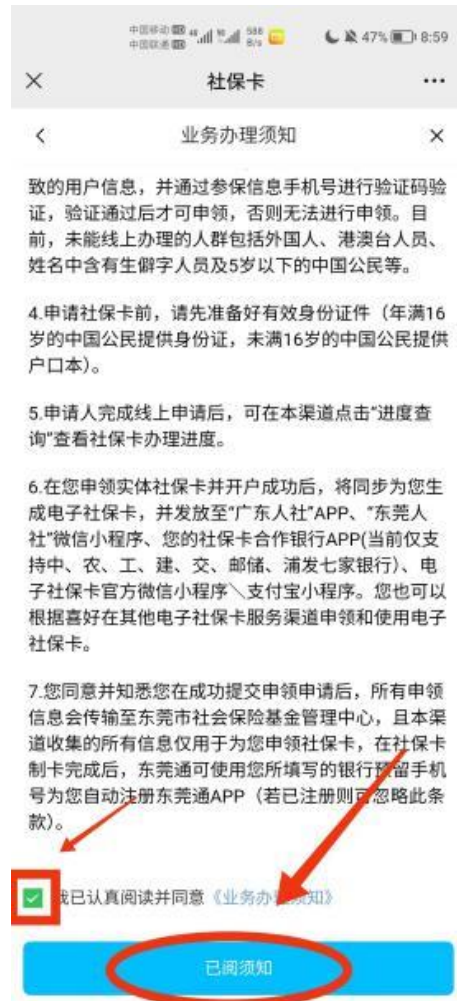 中国移动 HD 4G 5G 586 B/s 47% 8:59
中国联通 HD
社保卡
业务办理须知
致的用户信息，并通过参保信息手机号进行验证码验
证，验证通过后才可申领，否则无法进行申领。目
前，未能线上办理的人群包括外国人、港澳台人员、
姓名中含有生僻字人员及5岁以下的中国公民等。
4.申请社保卡前，请先准备好有效身份证件（年满16
岁的中国公民提供身份证，未满16岁的中国公民提供
户口本）。
5.申请人完成线上申请后，可在本渠道点击“进度查
询”查看社保卡办理进度。
6.在您申领实体社保卡并开户成功后，将同步为您生
成电子社保卡，并发放至“广东人社”APP、“东莞人
社”微信小程序、您的社保卡合作银行APP(当前仅支
持中、农、工、建、交、邮储、浦发七家银行）、电
子社保卡官方微信小程序＼支付宝小程序。您也可以
根据喜好在其他电子社保卡服务渠道申领和使用电子
社保卡。
7.您同意并知悉您在成功提交申领申请后，所有申领
信息会传输至东莞市社会保险基金管理中心，且本渠
道收集的所有信息仅用于为您申领社保卡，在社保卡
制卡完成后，东莞通可使用您所填写的银行预留手机
号为您自动注册东莞通APP（若已注册则可忽略此条
款）。
我已认真阅读并同意《业务办理须知》
已阅须知